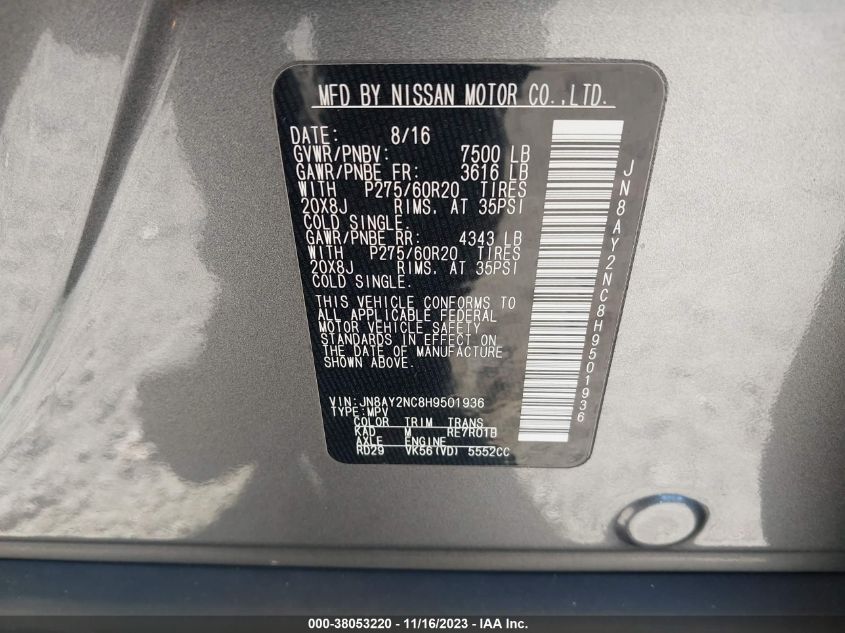 MFD BY NISSAN MOTOR CO.,LTD.
DATE: 8/16
GVWR/PNBV: 7500 LB
GAWR/PNBE FR: 3616 LB
WITH P275/60R20 TIRES
20X8J RIMS, AT 35PSI
COLD SINGLE.
GAWR/PNBE RR: 4343 LB
WITH P275/60R20 TIRES
20X8J RIMS, AT 35PSI
COLD SINGLE.
THIS VEHICLE CONFORMS TO
ALL APPLICABLE FEDERAL
MOTOR VEHICLE SAFETY
STANDARDS IN EFFECT ON
THE DATE OF MANUFACTURE
SHOWN ABOVE.
VIN:JN8AY2NC8H9501936
TYPE:MPV
COLOR TRIM TRANS
KAD M RE7R01B
AXLE ENGINE
RD29 VK56(VD) 5552CC
JN8AY2NC8H9501936
000-38053220 - 11/16/2023 - IAA Inc.